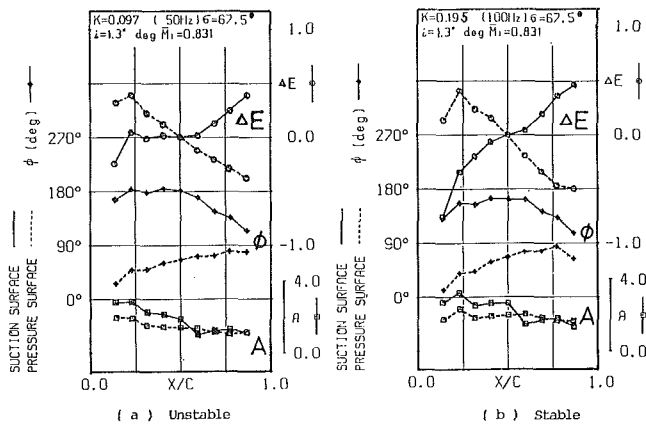 K=0.097 (50Hz) σ=67.5°
i=1.3° deg M̄1=0.831
1.0
ΔE
0.0
-1.0
4.0
A
0.0
φ (deg)
270°
180°
90°
0°
SUCTION SURFACE
PRESSURE SURFACE
ΔE
φ
A
0.0 X/C 1.0
(a) Unstable
K=0.195 (100Hz) σ=67.5°
i=1.3° deg M̄1=0.831
1.0
ΔE
0.0
-1.0
4.0
A
0.0
φ (deg)
270°
180°
90°
0°
SUCTION SURFACE
PRESSURE SURFACE
ΔE
φ
A
0.0 X/C 1.0
(b) Stable